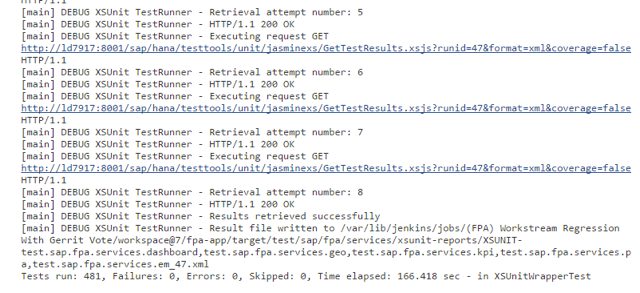 HTTP/1.1
[main] DEBUG XSUnit TestRunner - Retrieval attempt number: 5
[main] DEBUG XSUnit TestRunner - HTTP/1.1 200 OK
[main] DEBUG XSUnit TestRunner - Executing request GET
http://ld7917:8001/sap/hana/testtools/unit/jasminexs/GetTestResults.xsjs?runid=47&format=xml&coverage=false
HTTP/1.1
[main] DEBUG XSUnit TestRunner - Retrieval attempt number: 6
[main] DEBUG XSUnit TestRunner - HTTP/1.1 200 OK
[main] DEBUG XSUnit TestRunner - Executing request GET
http://ld7917:8001/sap/hana/testtools/unit/jasminexs/GetTestResults.xsjs?runid=47&format=xml&coverage=false
HTTP/1.1
[main] DEBUG XSUnit TestRunner - Retrieval attempt number: 7
[main] DEBUG XSUnit TestRunner - HTTP/1.1 200 OK
[main] DEBUG XSUnit TestRunner - Executing request GET
http://ld7917:8001/sap/hana/testtools/unit/jasminexs/GetTestResults.xsjs?runid=47&format=xml&coverage=false
HTTP/1.1
[main] DEBUG XSUnit TestRunner - Retrieval attempt number: 8
[main] DEBUG XSUnit TestRunner - HTTP/1.1 200 OK
[main] DEBUG XSUnit TestRunner - Results retrieved successfully
[main] DEBUG XSUnit TestRunner - Result file written to /var/lib/jenkins/jobs/(FPA) Workstream Regression
With Gerrit Vote/workspace@7/fpa-app/target/test/sap/fpa/services/xsunit-reports/XSUNIT-
test.sap.fpa.services.dashboard,test.sap.fpa.services.geo,test.sap.fpa.services.kpi,test.sap.fpa.services.p
a,test.sap.fpa.services.em_47.xml
Tests run: 481, Failures: 0, Errors: 0, Skipped: 0, Time elapsed: 166.418 sec - in XSUnitWrapperTest